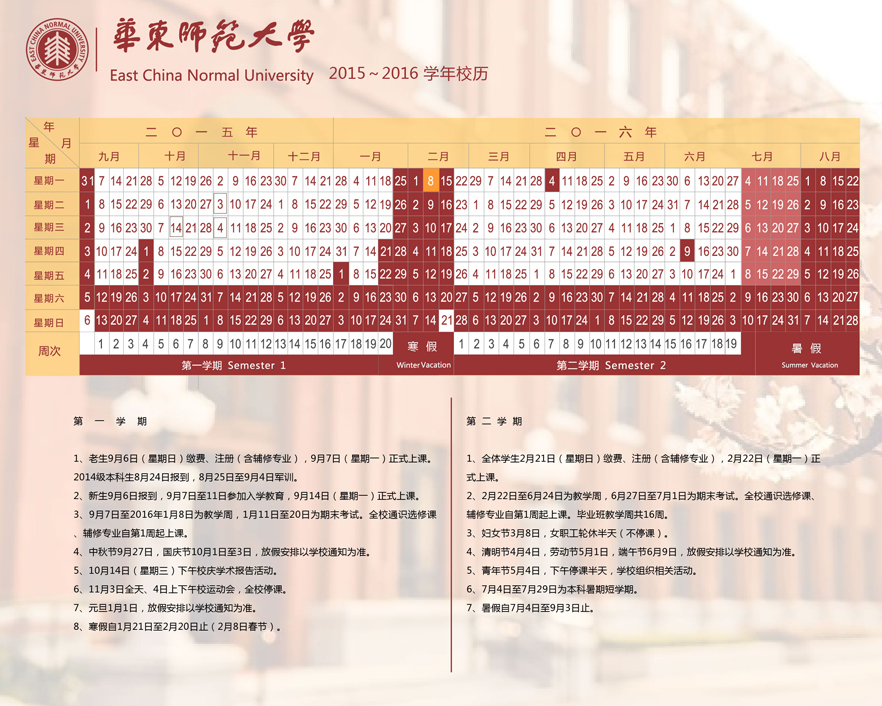 EAST CHINA NORMAL UNIVERSITY
華東師範大學
華東師範大學
East China Normal University 2015～2016 学年校历
年 月 星期
二〇一五年 二〇一六年
九月 十月 十一月 十二月 一月 二月 三月 四月 五月 六月 七月 八月
星期一 31 7 14 21 28 5 12 19 26 2 9 16 23 30 7 14 21 28 4 11 18 25 1 8 15 22 29 7 14 21 28 4 11 18 25 2 9 16 23 30 6 13 20 27 4 11 18 25 1 8 15 22
星期二 1 8 15 22 29 6 13 20 27 3 10 17 24 1 8 15 22 29 5 12 19 26 2 9 16 23 1 8 15 22 29 5 12 19 26 3 10 17 24 31 7 14 21 28 5 12 19 26 2 9 16 23
星期三 2 9 16 23 30 7 14 21 28 4 11 18 25 2 9 16 23 30 6 13 20 27 3 10 17 24 2 9 16 23 30 6 13 20 27 4 11 18 25 1 8 15 22 29 6 13 20 27 3 10 17 24
星期四 3 10 17 24 1 8 15 22 29 5 12 19 26 3 10 17 24 31 7 14 21 28 4 11 18 25 3 10 17 24 31 7 14 21 28 5 12 19 26 2 9 16 23 30 7 14 21 28 4 11 18 25
星期五 4 11 18 25 2 9 16 23 30 6 13 20 27 4 11 18 25 1 8 15 22 29 5 12 19 26 4 11 18 25 1 8 15 22 29 6 13 20 27 3 10 17 24 1 8 15 22 29 5 12 19 26
星期六 5 12 19 26 3 10 17 24 31 7 14 21 28 5 12 19 26 2 9 16 23 30 6 13 20 27 5 12 19 26 2 9 16 23 30 7 14 21 28 4 11 18 25 2 9 16 23 30 6 13 20 27
星期日 6 13 20 27 4 11 18 25 1 8 15 22 29 6 13 20 27 3 10 17 24 31 7 14 21 28 6 13 20 27 3 10 17 24 1 8 15 22 29 5 12 19 26 3 10 17 24 31 7 14 21 28
周次 1 2 3 4 5 6 7 8 9 10 11 12 13 14 15 16 17 18 19 20 寒假 1 2 3 4 5 6 7 8 9 10 11 12 13 14 15 16 17 18 19 暑假
第一学期 Semester 1 Winter Vacation 第二学期 Semester 2 Summer Vacation
第一学期
1、老生9月6日（星期日）缴费、注册（含辅修专业），9月7日（星期一）正式上课。
2014级本科生8月24日报到，8月25日至9月4日军训。
2、新生9月6日报到，9月7日至11日参加入学教育，9月14日（星期一）正式上课。
3、9月7日至2016年1月8日为教学周，1月11日至20日为期末考试。全校通识选修课
、辅修专业自第1周起上课。
4、中秋节9月27日，国庆节10月1日至3日，放假安排以学校通知为准。
5、10月14日（星期三）下午校庆学术报告活动。
6、11月3日全天、4日上下午校运动会，全校停课。
7、元旦1月1日，放假安排以学校通知为准。
8、寒假自1月21日至2月20日止（2月8日春节）。
第二学期
1、全体学生2月21日（星期日）缴费、注册（含辅修专业），2月22日（星期一）正
式上课。
2、2月22日至6月24日为教学周，6月27日至7月1日为期末考试。全校通识选修课、
辅修专业自第1周起上课。毕业班教学周共16周。
3、妇女节3月8日，女职工轮休半天（不停课）。
4、清明节4月4日，劳动节5月1日，端午节6月9日，放假安排以学校通知为准。
5、青年节5月4日，下午停课半天，学校组织相关活动。
6、7月4日至7月29日为本科暑期短学期。
7、暑假自7月4日至9月3日止。